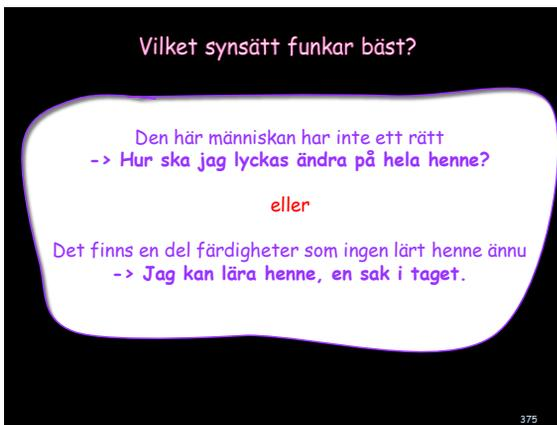 Vilket synsätt funkar bäst?
Den här människan har inte ett rätt
-> Hur ska jag lyckas ändra på hela henne?
eller
Det finns en del färdigheter som ingen lärt henne ännu
-> Jag kan lära henne, en sak i taget.
375